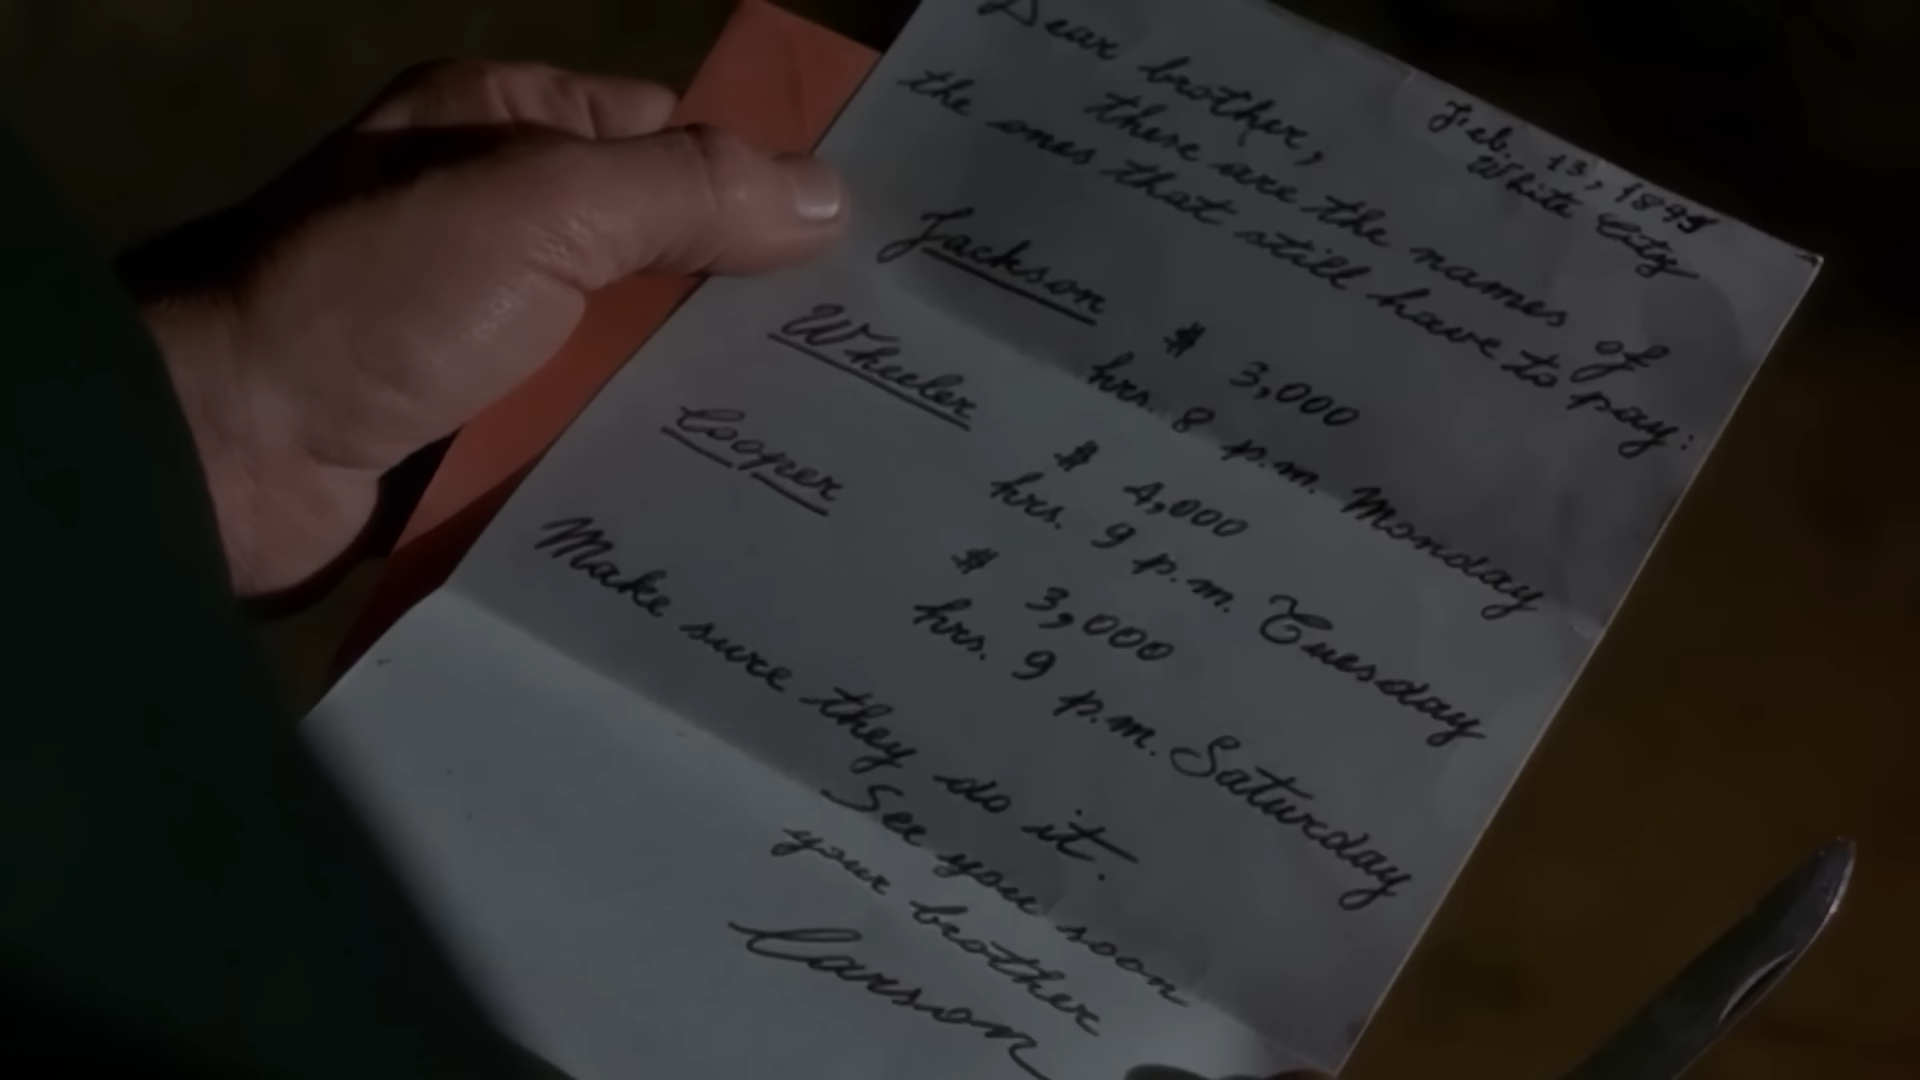 Feb. 13, 1899
White City
Dear brother,
these are the names of
the ones that still have to pay:
Jackson $ 3,000
hrs. 8 p.m. Monday
Wheeler $ 4,000
hrs. 9 p.m. Tuesday
Cooper $ 3,000
hrs. 9 p.m. Saturday
Make sure they do it.
See you soon
your brother
Carson